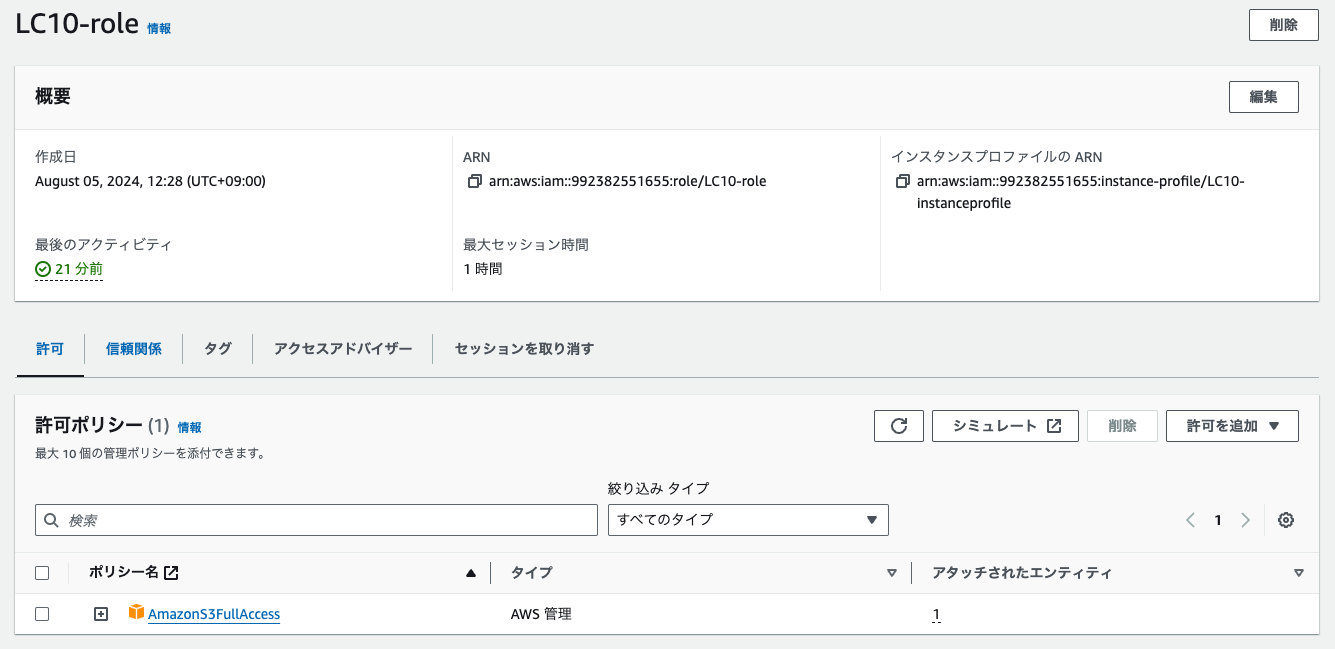 LC10-role 情報
削除
概要
編集
作成日
August 05, 2024, 12:28 (UTC+09:00)
ARN
arn:aws:iam::992382551655:role/LC10-role
インスタンスプロファイルの ARN
arn:aws:iam::992382551655:instance-profile/LC10-
instanceprofile
最後のアクティビティ
21 分前
最大セッション時間
1 時間
許可
信頼関係
タグ
アクセスアドバイザー
セッションを取り消す
許可ポリシー (1) 情報
シミュレート
削除
許可を追加
最大 10 個の管理ポリシーを添付できます。
絞り込み タイプ
検索
すべてのタイプ
1
ポリシー名
タイプ
アタッチされたエンティティ
AmazonS3FullAccess
AWS 管理
1